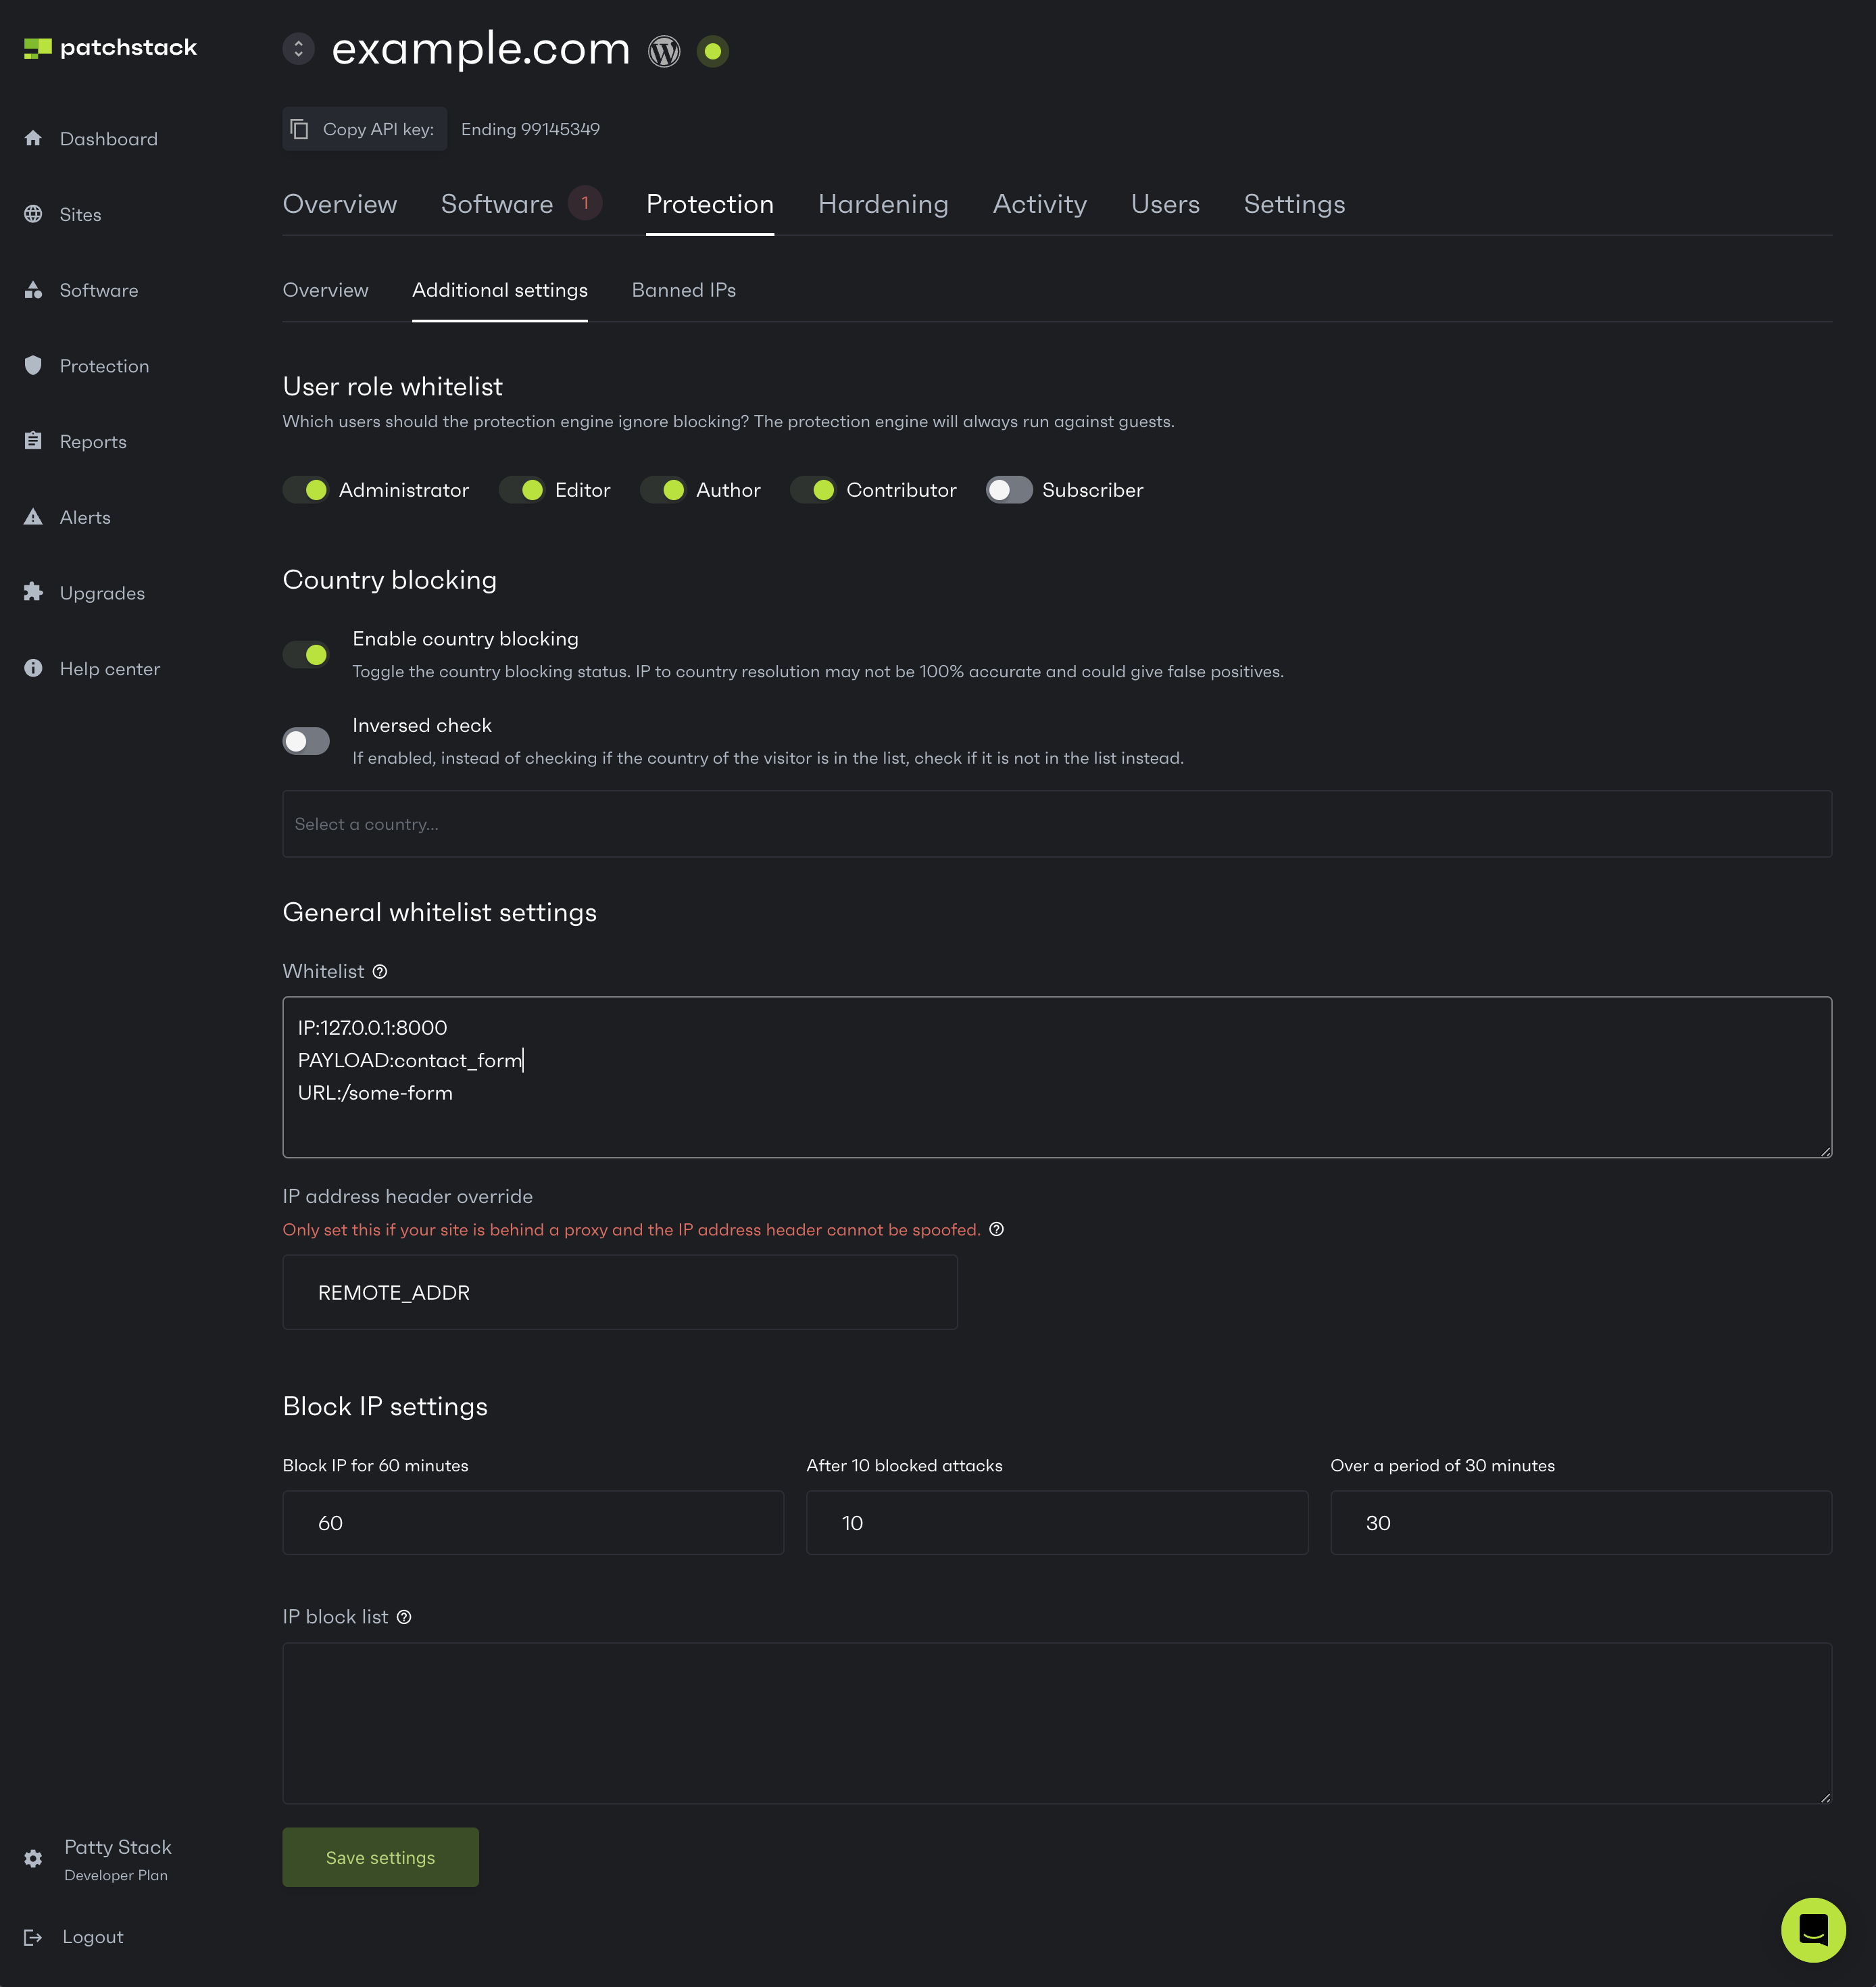 patchstack
example.com
Copy API key: Ending 99145349
Dashboard
Sites
Software
Protection
Reports
Alerts
Upgrades
Help center
Overview Software 1 Protection Hardening Activity Users Settings
Overview Additional settings Banned IPs
User role whitelist
Which users should the protection engine ignore blocking? The protection engine will always run against guests.
Administrator Editor Author Contributor Subscriber
Country blocking
Enable country blocking
Toggle the country blocking status. IP to country resolution may not be 100% accurate and could give false positives.
Inversed check
If enabled, instead of checking if the country of the visitor is in the list, check if it is not in the list instead.
Select a country...
General whitelist settings
Whitelist
IP:127.0.0.1:8000
PAYLOAD:contact_form
URL:/some-form
IP address header override
Only set this if your site is behind a proxy and the IP address header cannot be spoofed.
REMOTE_ADDR
Block IP settings
Block IP for 60 minutes After 10 blocked attacks Over a period of 30 minutes
60 10 30
IP block list
Save settings
Patty Stack
Developer Plan
Logout